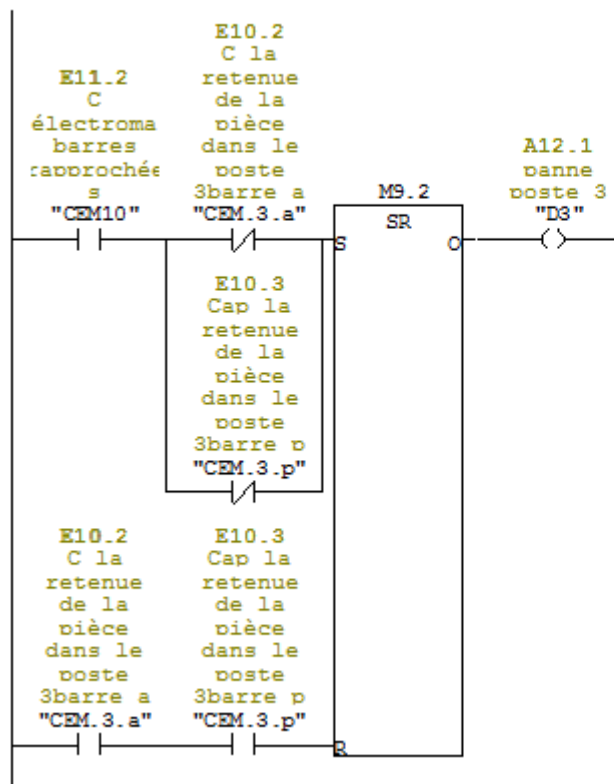 E10.2
C la
retenue
de la
pièce
dans le
poste
3barre a
"CEM.3.a"
E11.2
C
électroma
barres
rapprochée
s
"CEM10"
M9.2
SR
S
Q
R
A12.1
panne
poste 3
"D3"
E10.3
Cap la
retenue
de la
pièce
dans le
poste
3barre p
"CEM.3.p"
E10.2
C la
retenue
de la
pièce
dans le
poste
3barre a
"CEM.3.a"
E10.3
Cap la
retenue
de la
pièce
dans le
poste
3barre p
"CEM.3.p"